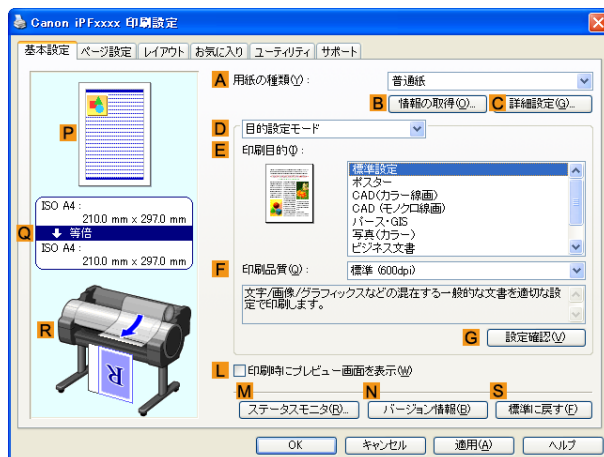 Canon iPFxxxx 印刷設定
基本設定 ページ設定 レイアウト お気に入り ユーティリティ サポート
A 用紙の種類(Y): 普通紙
B 情報の取得(O)... C 詳細設定(G)...
D 目的設定モード
E 印刷目的(I):
標準設定
ポスター
CAD(カラー線画)
CAD (モノクロ線画)
パース・GIS
写真(カラー)
ビジネス文書
F 印刷品質(Q): 標準 (600dpi)
文字/画像/グラフィックスなどの混在する一般的な文書を適切な設
定で印刷します。
G 設定確認(V)
P
ISO A4 :
210.0 mm x 297.0 mm
Q 等倍
ISO A4 :
210.0 mm x 297.0 mm
R
R
L 印刷時にプレビュー画面を表示(W)
M N S
ステータスモニタ(R)... バージョン情報(B) 標準に戻す(F)
OK キャンセル 適用(A) ヘルプ